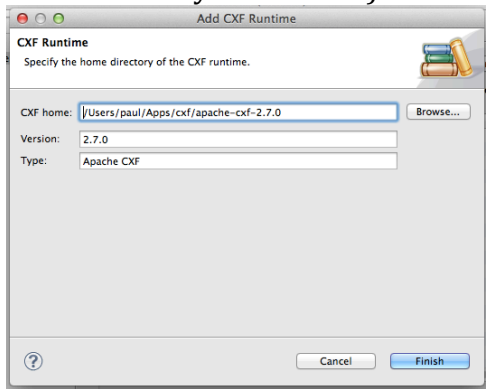 Add CXF Runtime
CXF Runtime
Specify the home directory of the CXF runtime.
CXF home: /Users/paul/Apps/cxf/apache-cxf-2.7.0 Browse...
Version: 2.7.0
Type: Apache CXF
? Cancel Finish